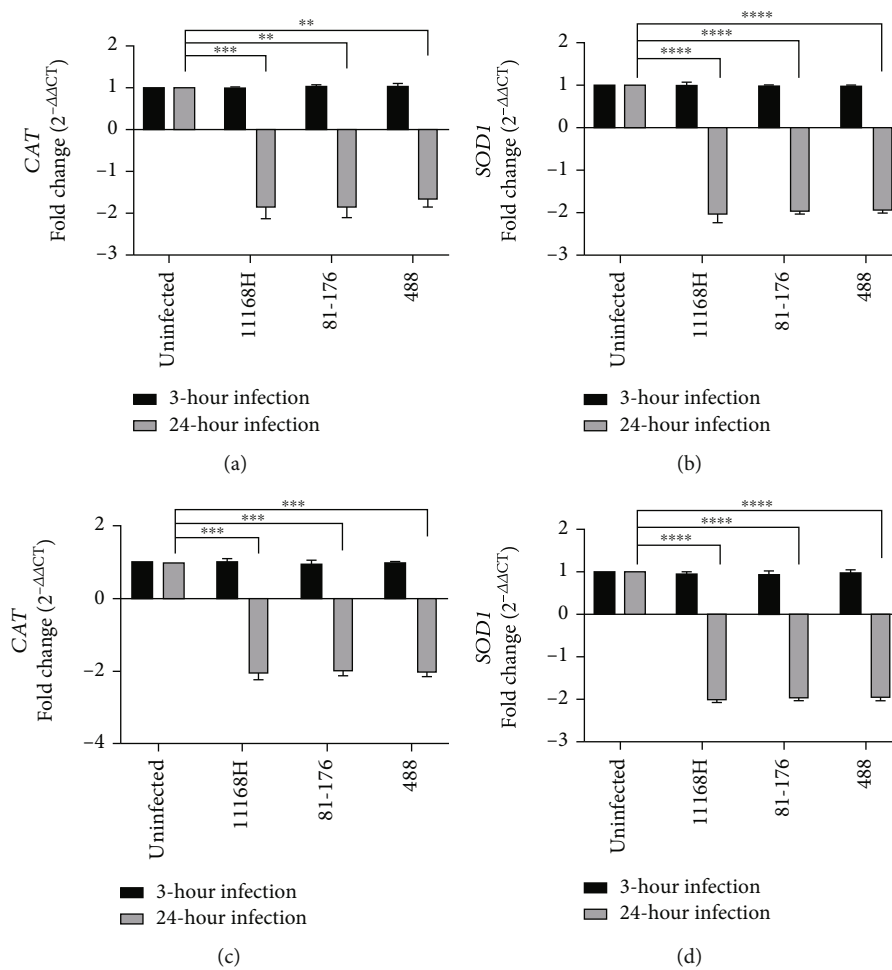 **
**
***
2
1
0
−1
−2
−3
CAT
Fold change (2−ΔΔCT)
Uninfected
11168H
81-176
488
3-hour infection
24-hour infection
(a)
****
****
****
2
1
0
−1
−2
−3
SOD1
Fold change (2−ΔΔCT)
Uninfected
11168H
81-176
488
3-hour infection
24-hour infection
(b)
***
***
***
2
0
−2
−4
CAT
Fold change (2−ΔΔCT)
Uninfected
11168H
81-176
488
3-hour infection
24-hour infection
(c)
****
****
****
2
1
0
−1
−2
−3
SOD1
Fold change (2−ΔΔCT)
Uninfected
11168H
81-176
488
3-hour infection
24-hour infection
(d)